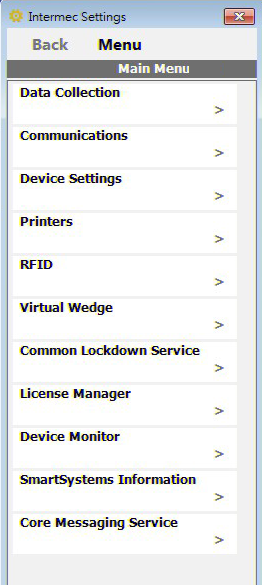 Intermec Settings
Back Menu
Main Menu
Data Collection
>
Communications
>
Device Settings
>
Printers
>
RFID
>
Virtual Wedge
>
Common Lockdown Service
>
License Manager
>
Device Monitor
>
SmartSystems Information
>
Core Messaging Service
>